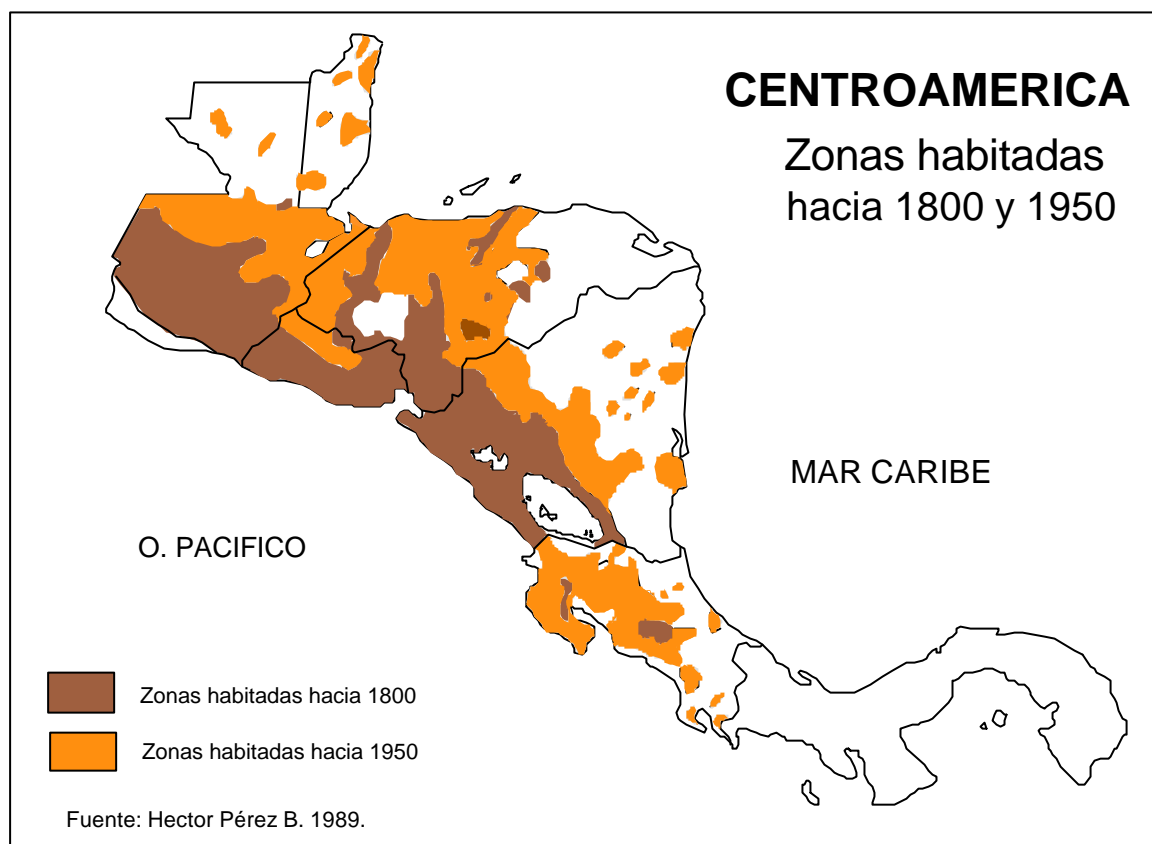 CENTROAMERICA
Zonas habitadas
hacia 1800 y 1950
MAR CARIBE
O. PACIFICO
Zonas habitadas hacia 1800
Zonas habitadas hacia 1950
Fuente: Hector Pérez B. 1989.